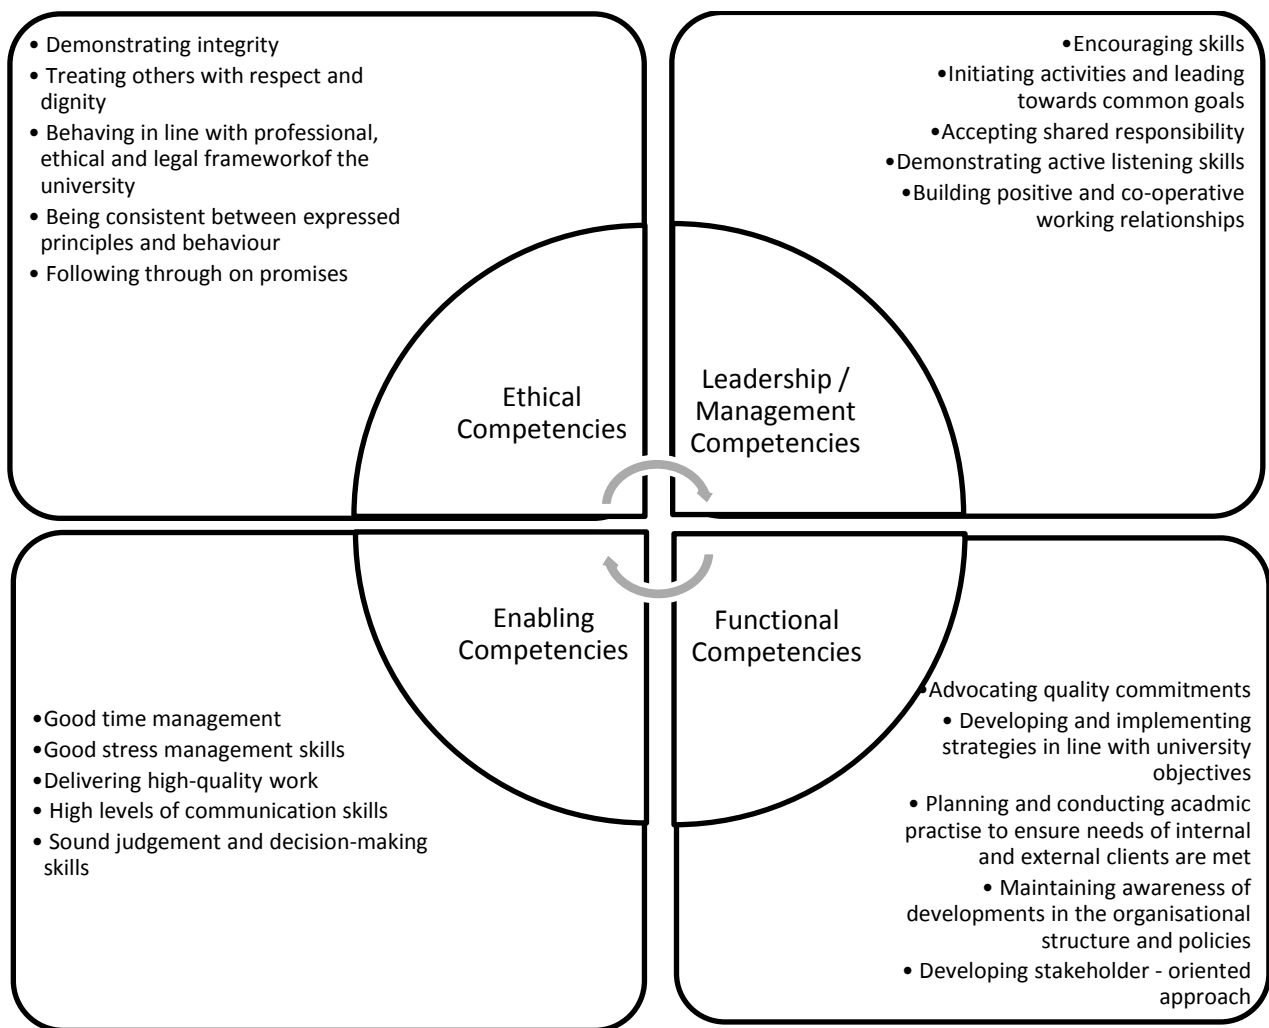 • Demonstrating integrity
• Treating others with respect and
dignity
• Behaving in line with professional,
ethical and legal frameworkof the
university
• Being consistent between expressed
principles and behaviour
• Following through on promises
Ethical
Competencies
•Encouraging skills
•Initiating activities and leading
towards common goals
•Accepting shared responsibility
•Demonstrating active listening skills
•Building positive and co-operative
working relationships
Leadership /
Management
Competencies
Enabling
Competencies
•Good time management
•Good stress management skills
•Delivering high-quality work
• High levels of communication skills
• Sound judgement and decision-making
skills
Functional
Competencies
•Advocating quality commitments
• Developing and implementing
strategies in line with university
objectives
• Planning and conducting acadmic
practise to ensure needs of internal
and external clients are met
• Maintaining awareness of
developments in the organisational
structure and policies
• Developing stakeholder - oriented
approach